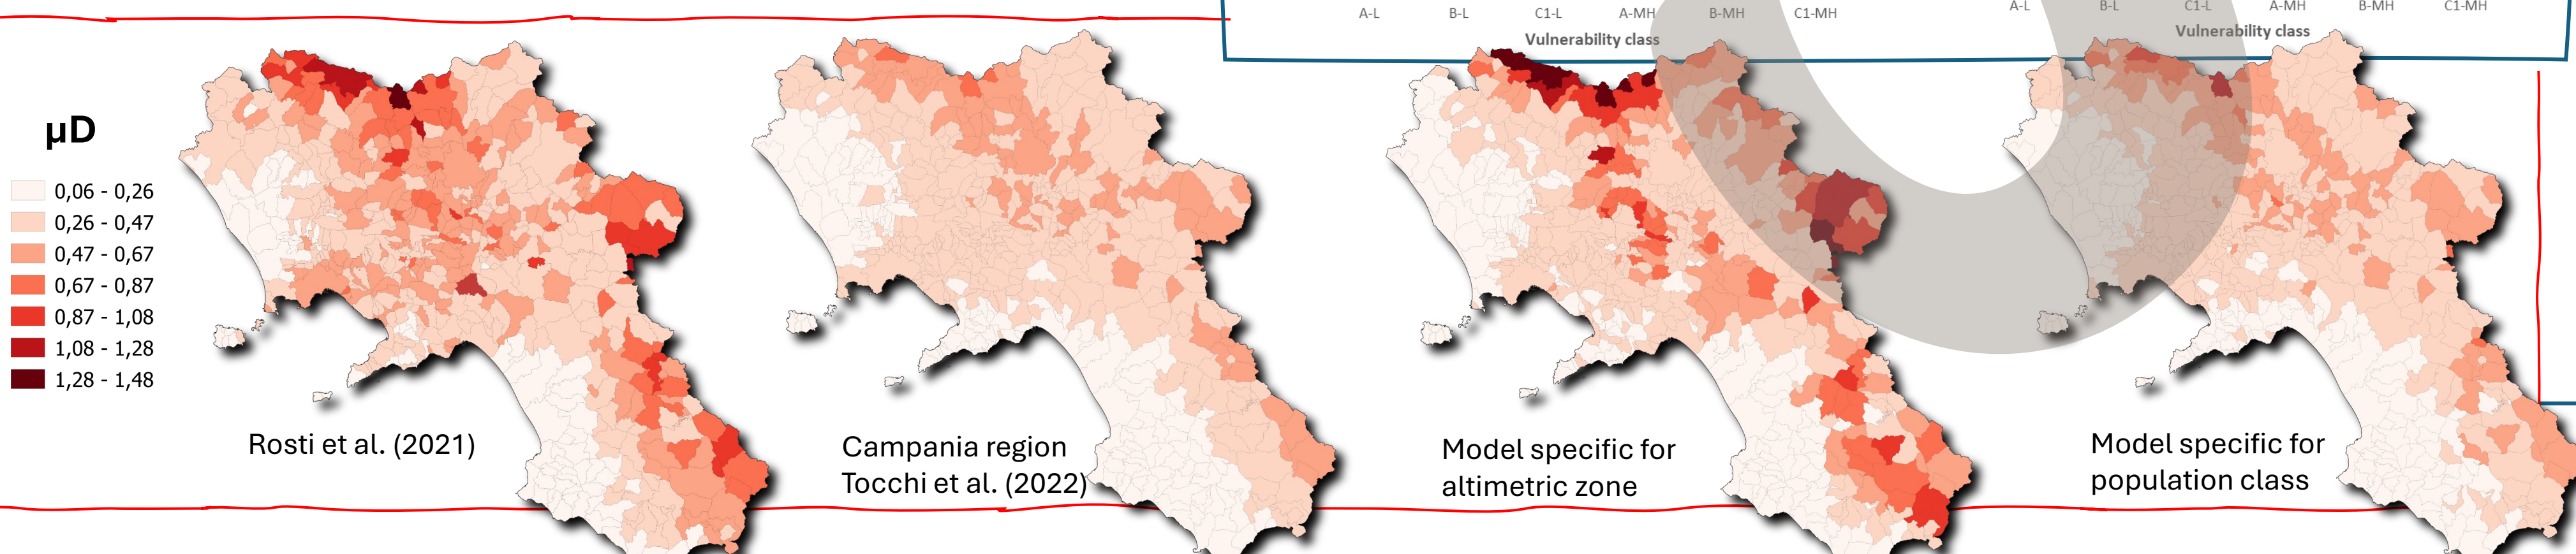 A-L B-L C1-L A-MH B-MH C1-MH
Vulnerability class
A-L B-L C1-L A-MH B-MH C1-MH
Vulnerability class
µD
0,06 - 0,26
0,26 - 0,47
0,47 - 0,67
0,67 - 0,87
0,87 - 1,08
1,08 - 1,28
1,28 - 1,48
Rosti et al. (2021)
Campania region
Tocchi et al. (2022)
Model specific for
altimetric zone
Model specific for
population class